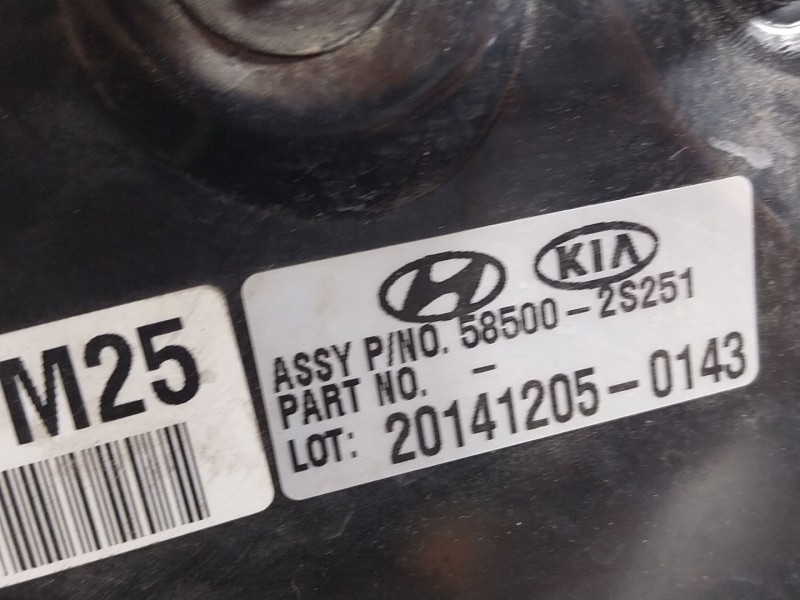 KIA
ASSY P/NO. 58500-2S251
PART NO. -
LOT: 20141205-0143
M25